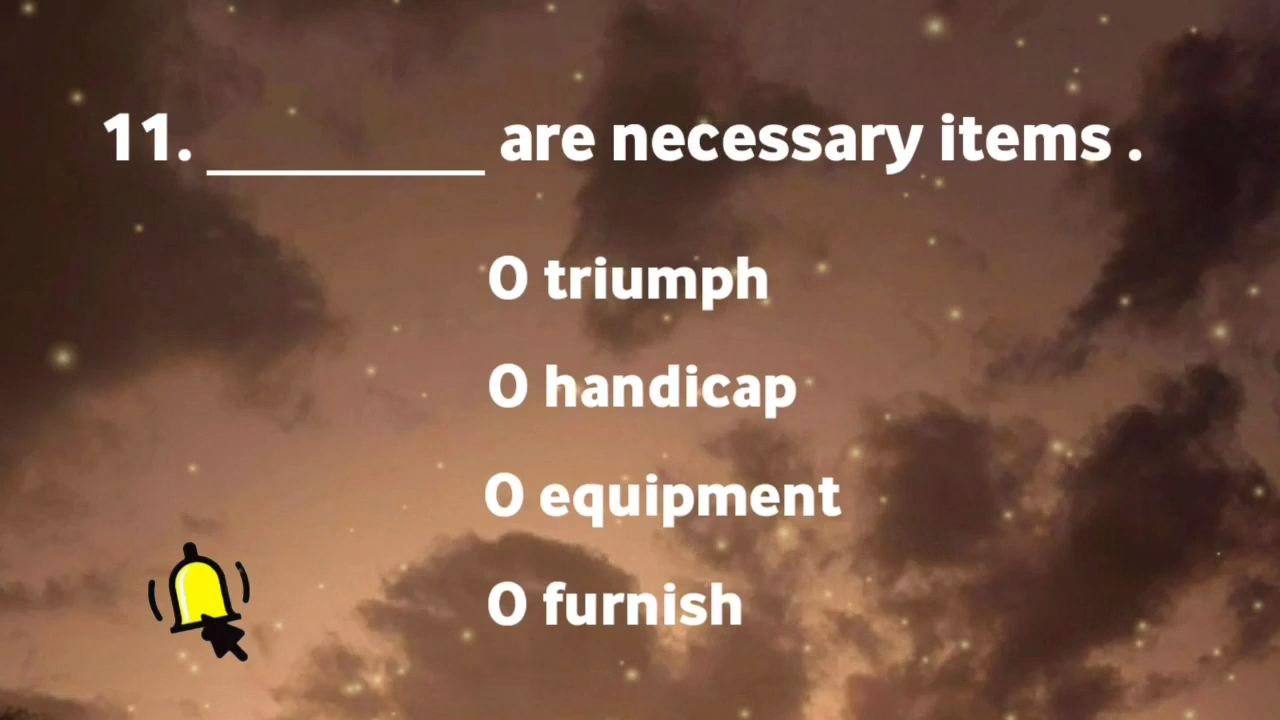 11. __________ are necessary items .
O triumph
O handicap
O equipment
O furnish